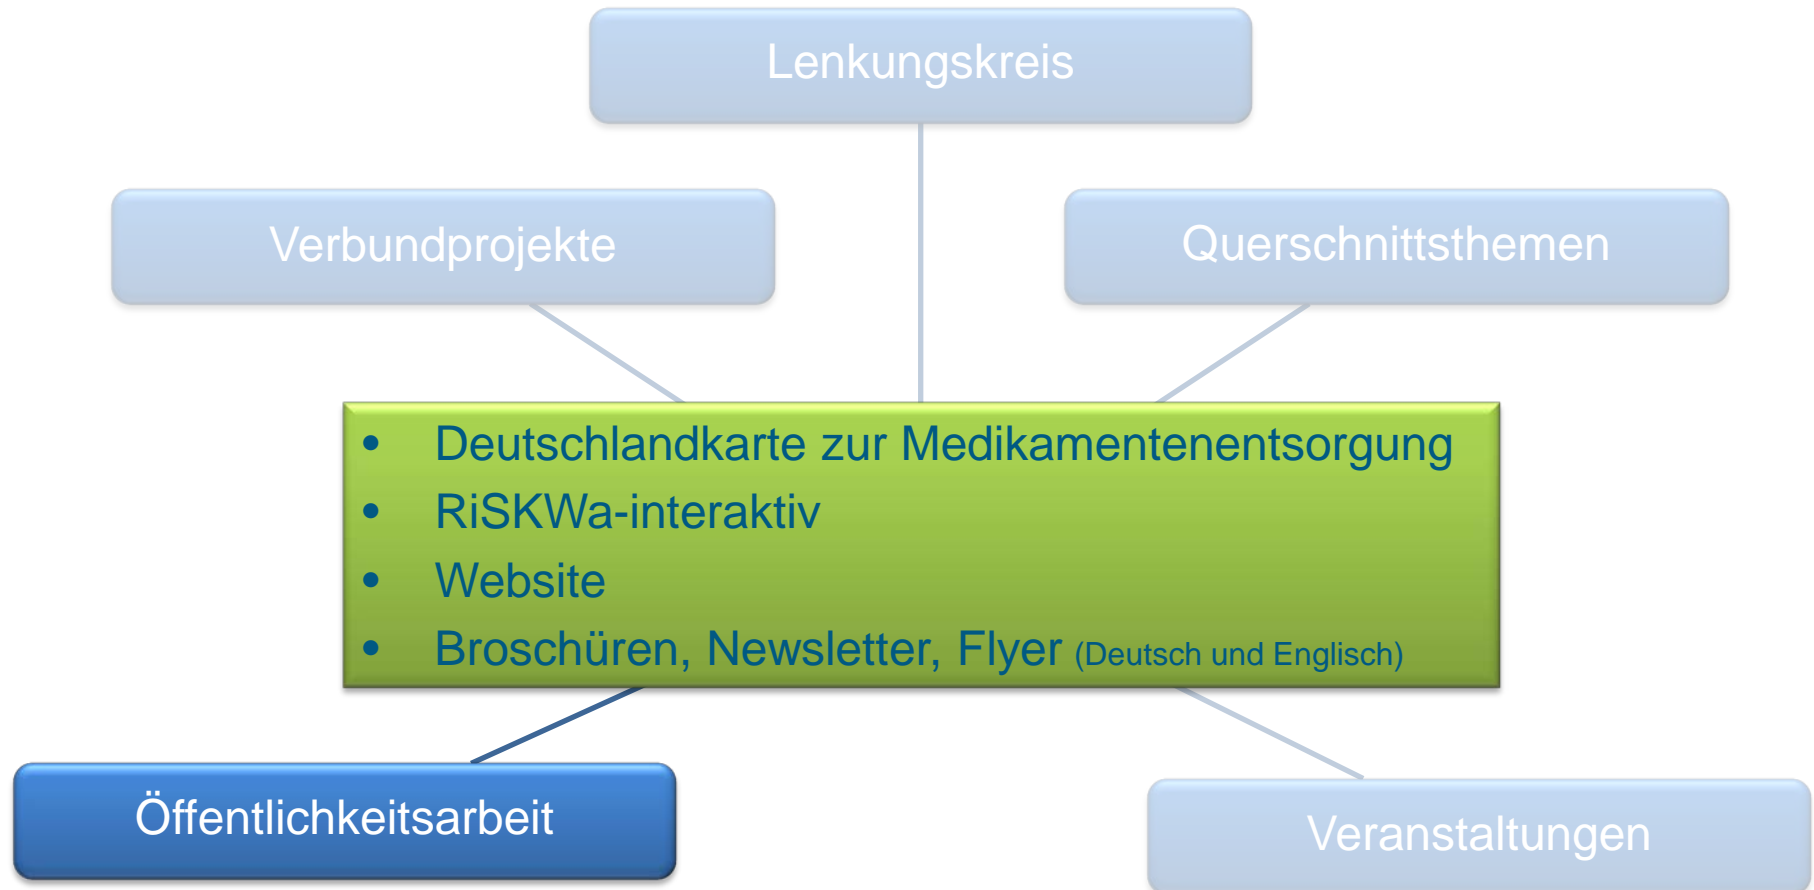 Lenkungskreis
Verbundprojekte
Querschnittsthemen
• Deutschlandkarte zur Medikamentenentsorgung
• RiSKWa-interaktiv
• Website
• Broschüren, Newsletter, Flyer (Deutsch und Englisch)
Öffentlichkeitsarbeit
Veranstaltungen